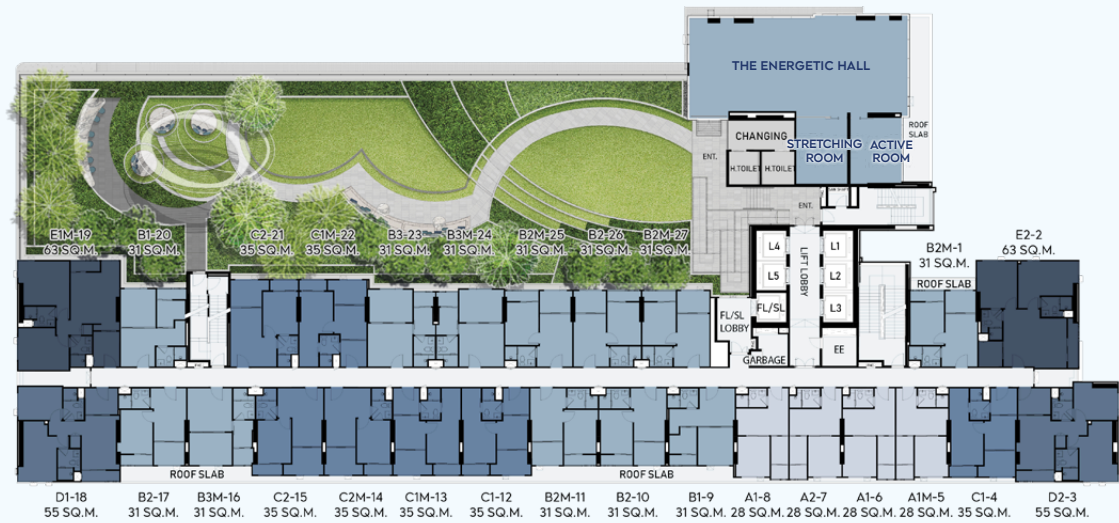 THE ENERGETIC HALL
CHANGING
STRETCHING
ROOM
ACTIVE
ROOM
ROOF
SLAB
ENT.
H.TOILET
H.TOILET
ENT.
E1M-19
63 SQ.M.
B1-20
31 SQ.M.
C2-21
35 SQ.M.
C1M-22
35 SQ.M.
B3-23
31 SQ.M.
B3M-24
31 SQ.M.
B2M-25
31 SQ.M.
B2-26
31 SQ.M.
B2M-27
31 SQ.M.
L4
L5
FL/SL
LIFT LOBBY
L1
L2
L3
B2M-1
31 SQ.M.
ROOF SLAB
E2-2
63 SQ.M.
FL/SL
LOBBY
GARBAGE
EE
ROOF SLAB
ROOF SLAB
D1-18
55 SQ.M.
B2-17
31 SQ.M.
B3M-16
31 SQ.M.
C2-15
35 SQ.M.
C2M-14
35 SQ.M.
C1M-13
35 SQ.M.
C1-12
35 SQ.M.
B2M-11
31 SQ.M.
B2-10
31 SQ.M.
B1-9
31 SQ.M.
A1-8
28 SQ.M.
A2-7
28 SQ.M.
A1-6
28 SQ.M.
A1M-5
28 SQ.M.
C1-4
35 SQ.M.
D2-3
55 SQ.M.